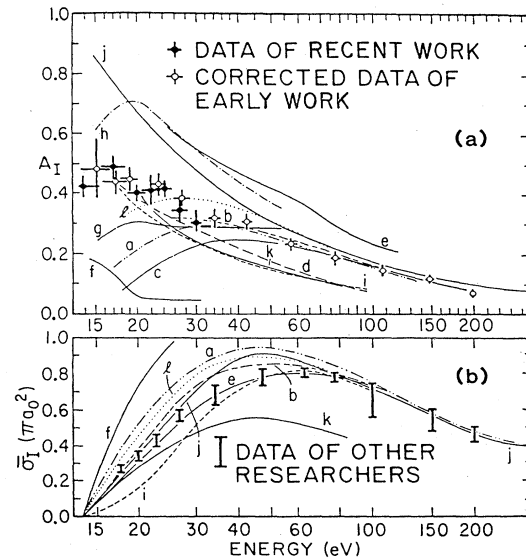 1.0
0.8
0.6
A_I
0.4
0.2
0.0
j
h
ℓ
g
a
f
c
b
k
d
i
e
DATA OF RECENT WORK
CORRECTED DATA OF
EARLY WORK
(a)
15 20 30 40 60 80 100 150 200
1.0
0.8
0.6
0.4
0.2
0.0
σ̄_I (πa₀²)
f
ℓ
a
e
b
j
k
i
j
(b)
DATA OF OTHER
RESEARCHERS
15 20 30 40 60 80 100 150 200
ENERGY (eV)